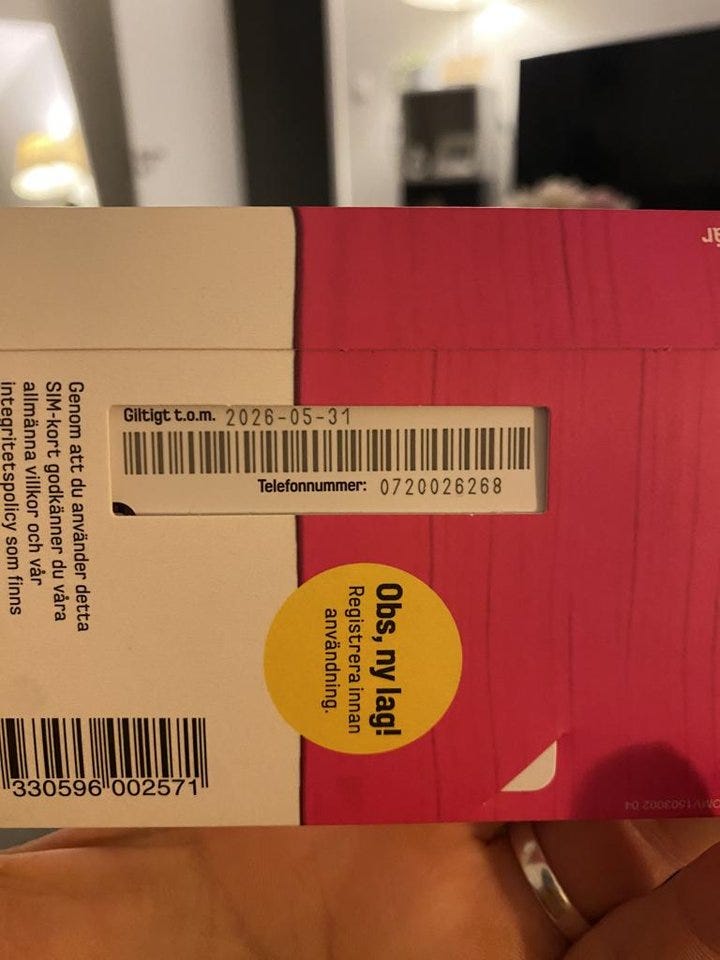 Giltigt t.o.m. 2026-05-31
Telefonnummer: 0720026268
Genom att du använder detta
SIM-kort godkänner du våra
allmänna villkor och vår
integritetspolicy som finns
Obs, ny lag!
Registrera innan
användning.
330596 002571